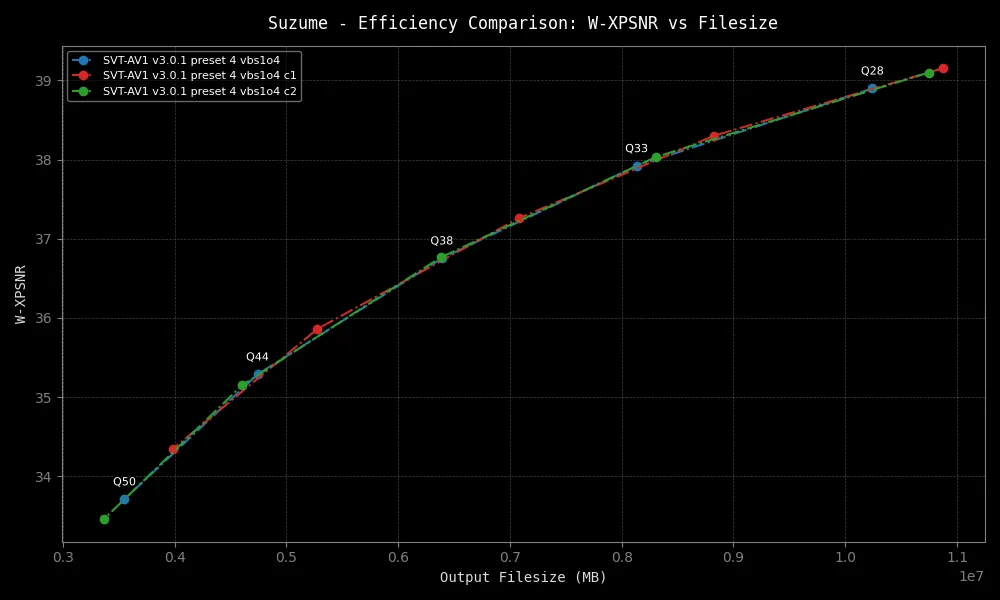 Suzume - Efficiency Comparison: W-XPSNR vs Filesize
SVT-AV1 v3.0.1 preset 4 vbs1o4
SVT-AV1 v3.0.1 preset 4 vbs1o4 c1
SVT-AV1 v3.0.1 preset 4 vbs1o4 c2
Q28
39
Q33
38
Q38
37
36
Q44
35
Q50
34
W-XPSNR
0.3 0.4 0.5 0.6 0.7 0.8 0.9 1.0 1.1
1e7
Output Filesize (MB)